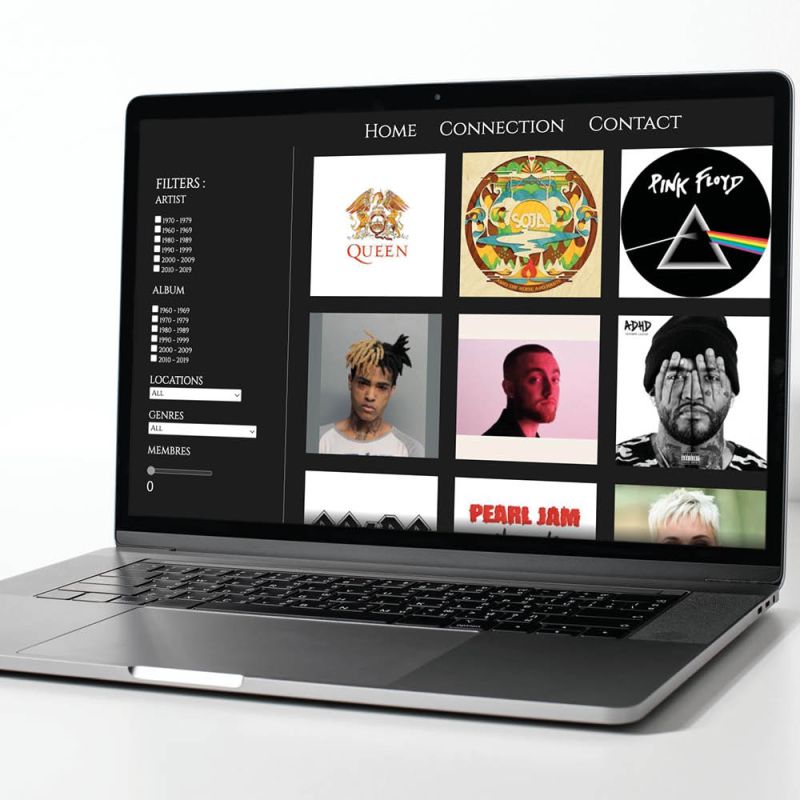 HOME CONNECTION CONTACT
FILTERS :
ARTIST
1970 - 1979
1960 - 1969
1980 - 1989
1990 - 1999
2000 - 2009
2010 - 2019
ALBUM
1960 - 1969
1970 - 1979
1980 - 1989
1990 - 1999
2000 - 2009
2010 - 2019
LOCATIONS
ALL
GENRES
ALL
MEMBRES
0
QUEEN
SOJA
PINK FLOYD
ADHD
PEARL JAM